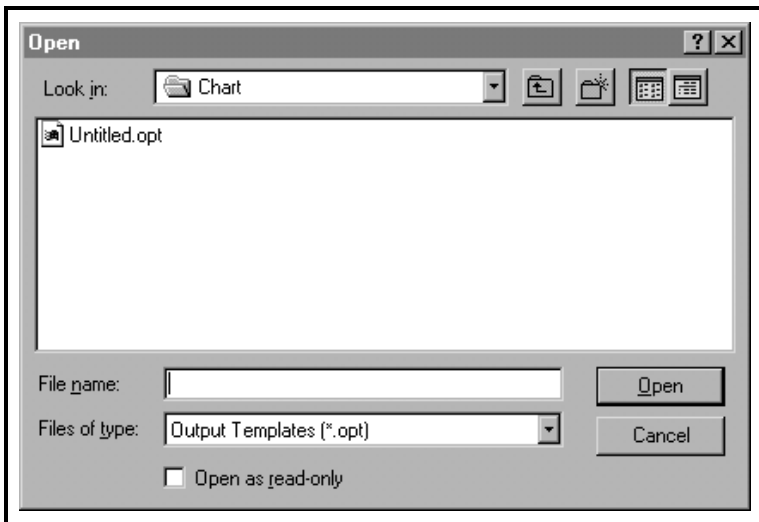 Open
Look in: Chart
Untitled.opt
File name: Open
Files of type: Output Templates (*.opt) Cancel
Open as read-only